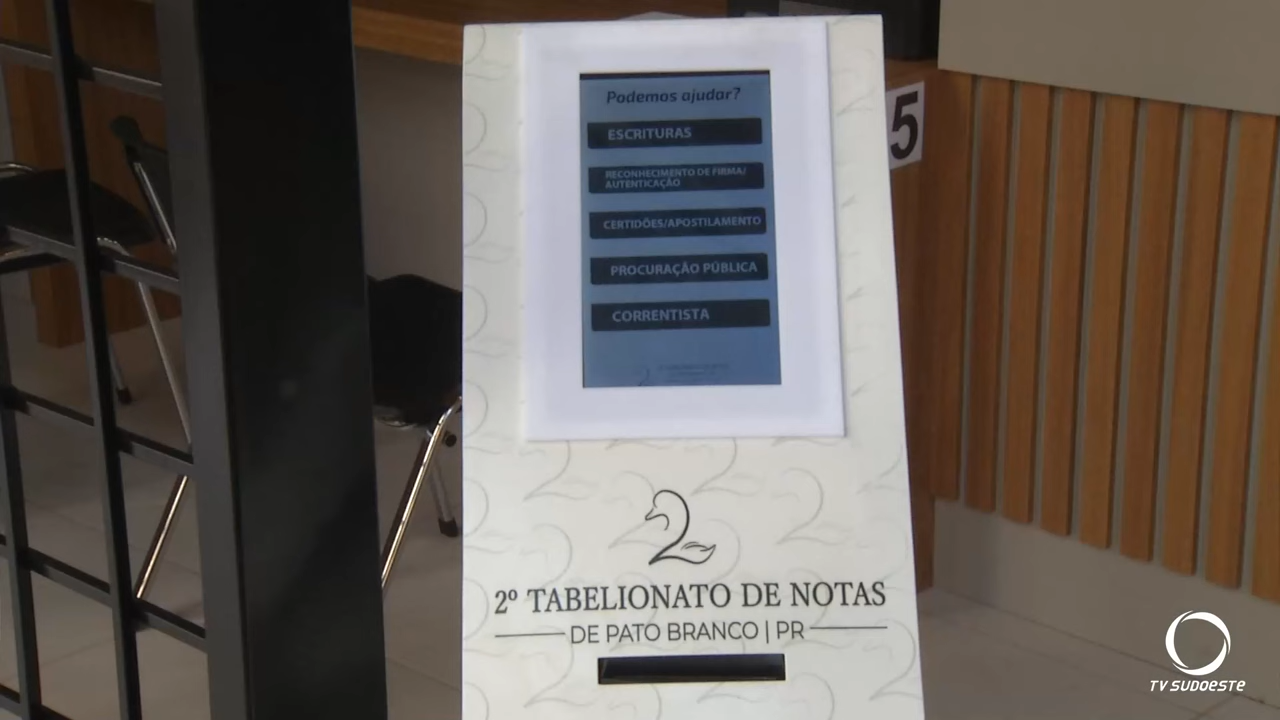 Podemos ajudar?
ESCRITURAS
RECONHECIMENTO DE FIRMA/
AUTENTICAÇÃO
CERTIDÕES/APOSTILAMENTO
PROCURAÇÃO PÚBLICA
CORRENTISTA
5
2º TABELIONATO DE NOTAS
DE PATO BRANCO | PR
TV SUDOESTE